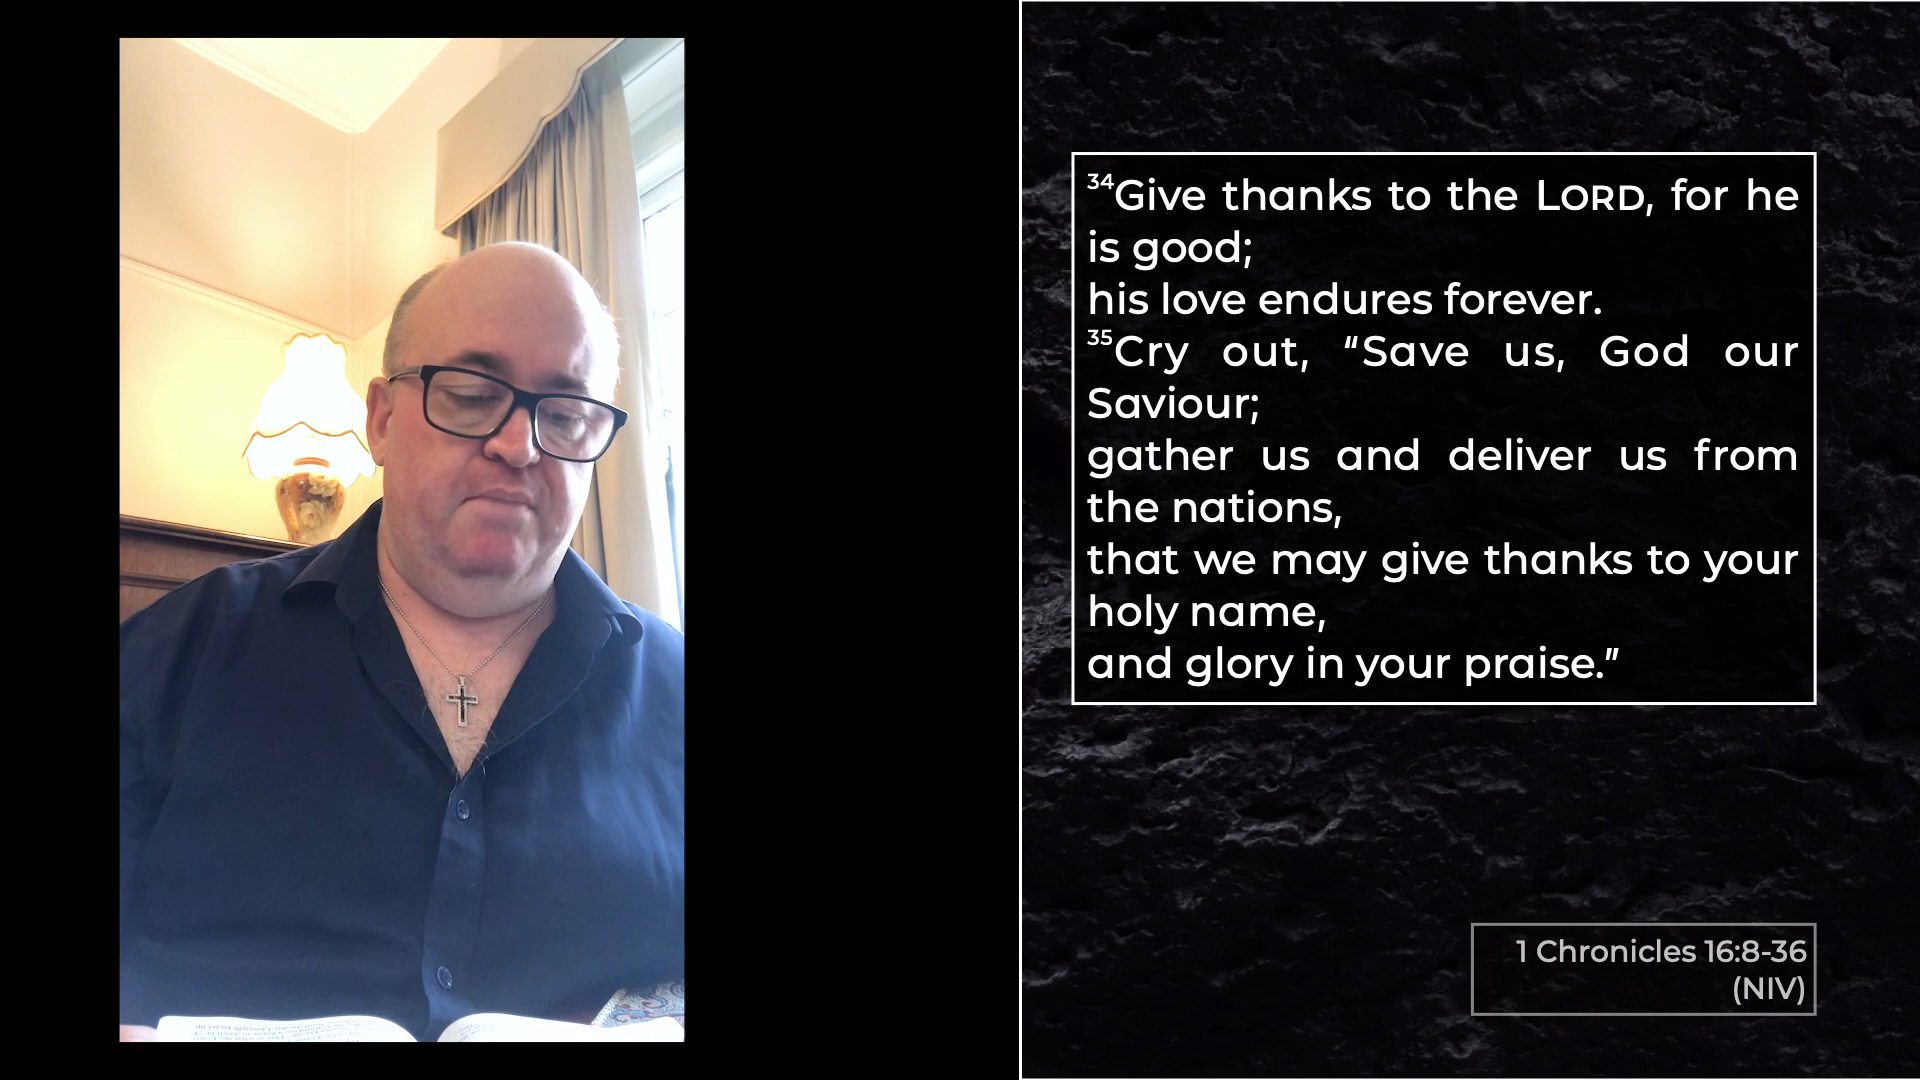 ³⁴Give thanks to the LORD, for he
is good;
his love endures forever.
³⁵Cry out, “Save us, God our
Saviour;
gather us and deliver us from
the nations,
that we may give thanks to your
holy name,
and glory in your praise.”
1 Chronicles 16:8-36
(NIV)